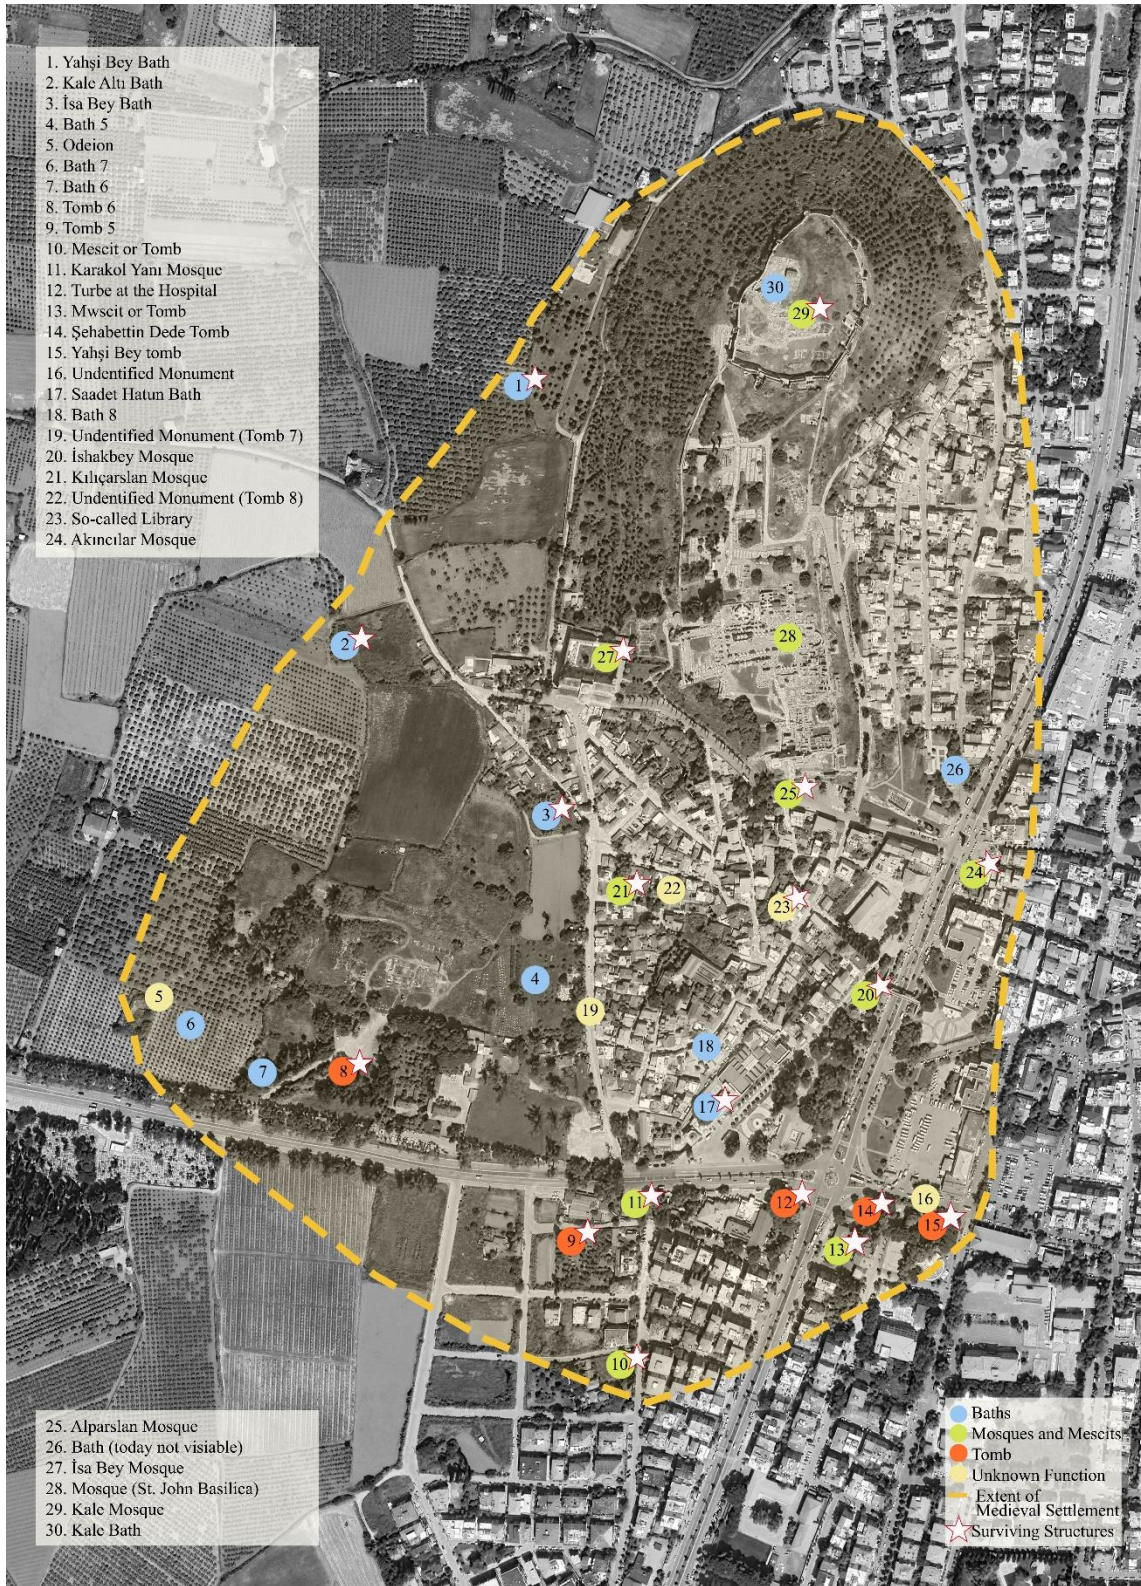 1. Yahşi Bey Bath
2. Kale Altı Bath
3. İsa Bey Bath
4. Bath 5
5. Odeion
6. Bath 7
7. Bath 6
8. Tomb 6
9. Tomb 5
10. Mescit or Tomb
11. Karakol Yanı Mosque
12. Turbe at the Hospital
13. Mwscit or Tomb
14. Şehabettin Dede Tomb
15. Yahşi Bey tomb
16. Undentified Monument
17. Saadet Hatun Bath
18. Bath 8
19. Undentified Monument (Tomb 7)
20. İshakbey Mosque
21. Kılıçarslan Mosque
22. Undentified Monument (Tomb 8)
23. So-called Library
24. Akıncılar Mosque
30
29
1
28
2
27
26
25
3
24
21
22
23
4
20
5
19
6
18
7
8
17
16
12
11
14
15
9
13
10
25. Alparslan Mosque
26. Bath (today not visiable)
27. İsa Bey Mosque
28. Mosque (St. John Basilica)
29. Kale Mosque
30. Kale Bath
Baths
Mosques and Mescits
Tomb
Unknown Function
Extent of
Medieval Settlement
Surviving Structures